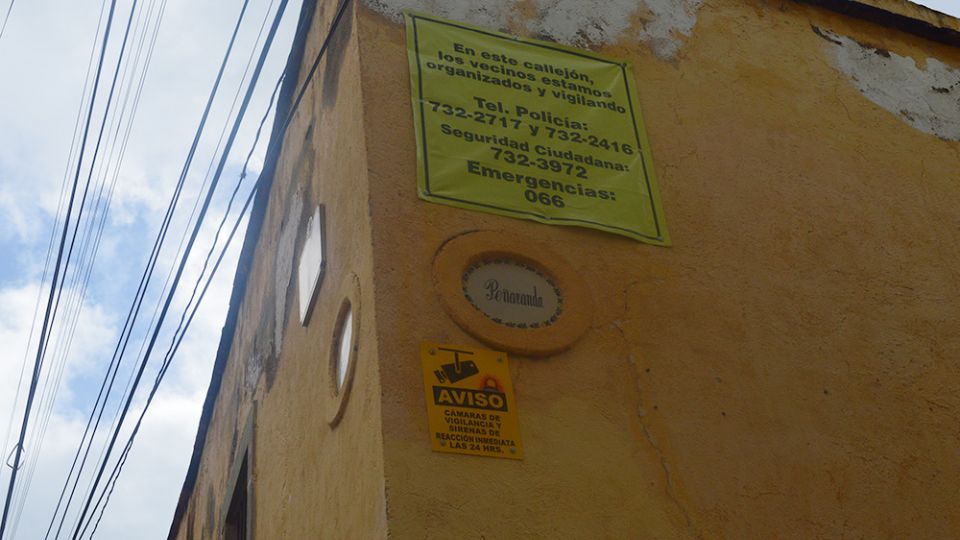 En este callejón,
los vecinos estamos
organizados y vigilando
Tel. Policía:
732-2717 y 732-2416
Seguridad Ciudadana:
732-3972
Emergencias:
066
Peñaranda
AVISO
CÁMARAS DE
VIGILANCIA Y
SIRENAS DE
REACCIÓN INMEDIATA
LAS 24 HRS.